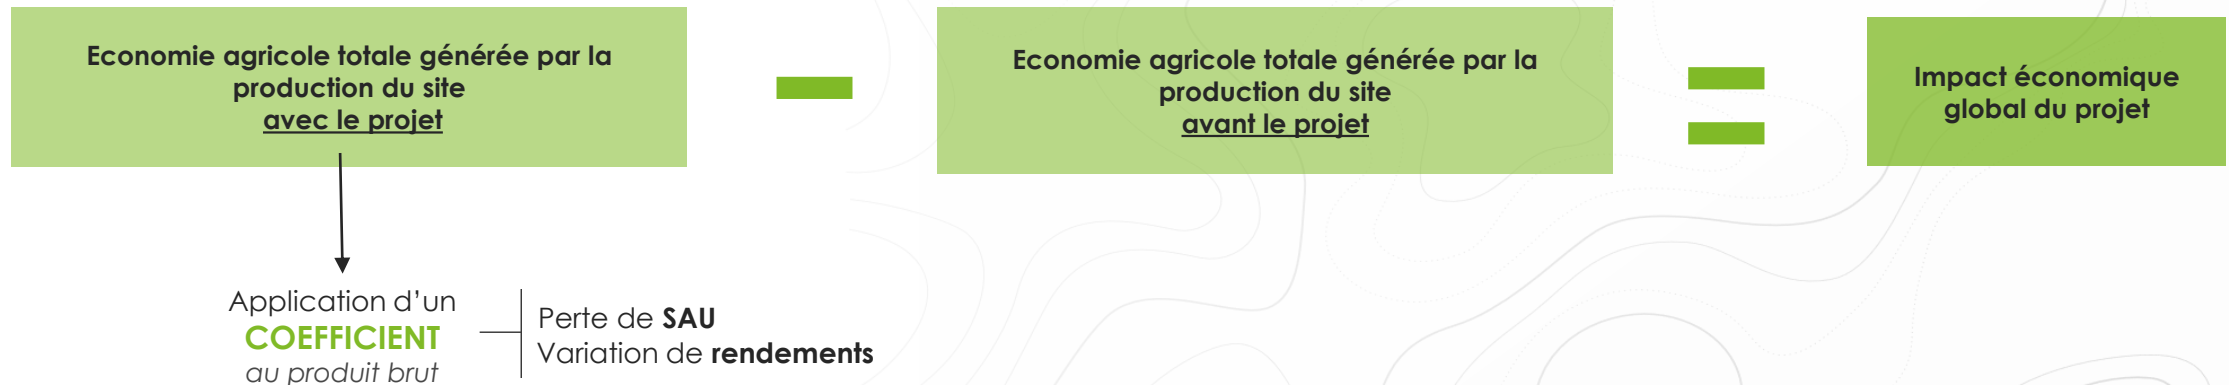 Economie agricole totale générée par la
production du site
avec le projet
Economie agricole totale générée par la
production du site
avant le projet
Impact économique
global du projet
Application d'un
COEFFICIENT
au produit brut
Perte de SAU
Variation de rendements